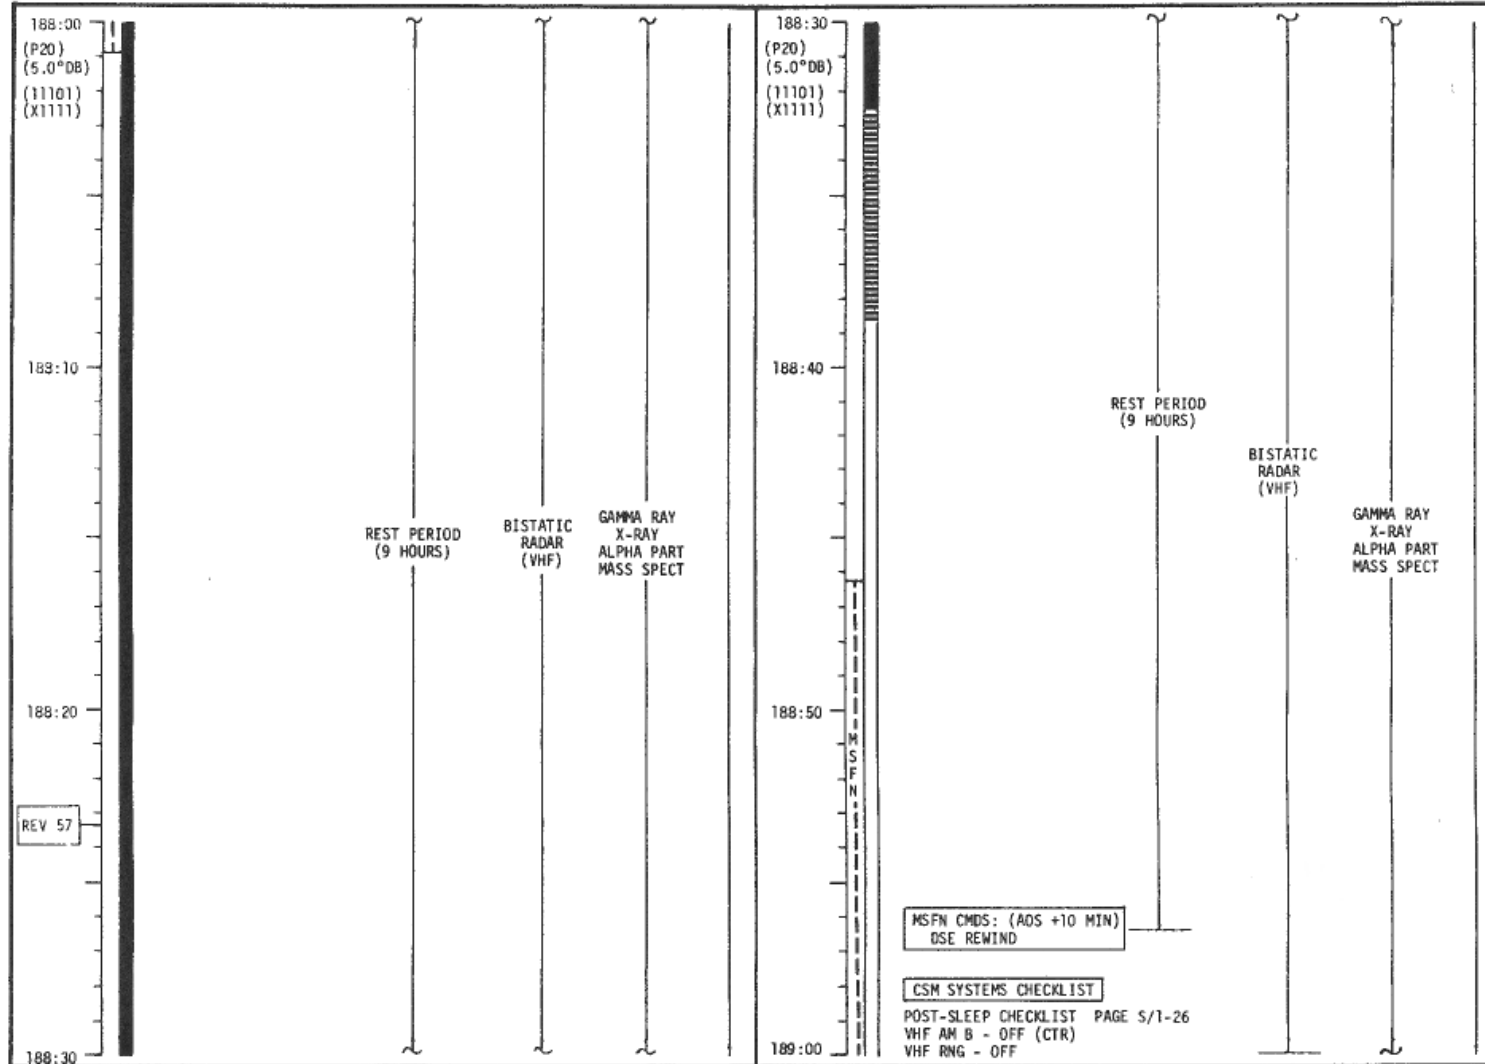 188:00
(P20)
(5.0°DB)
(11101)
(X1111)
188:10
REST PERIOD
(9 HOURS)
BISTATIC
RADAR
(VHF)
GAMMA RAY
X-RAY
ALPHA PART
MASS SPECT
188:20
REV 57
188:30
188:30
(P20)
(5.0°DB)
(11101)
(X1111)
188:40
REST PERIOD
(9 HOURS)
BISTATIC
RADAR
(VHF)
GAMMA RAY
X-RAY
ALPHA PART
MASS SPECT
188:50
MSFN
MSFN CMDS: (AOS +10 MIN)
DSE REWIND
CSM SYSTEMS CHECKLIST
POST-SLEEP CHECKLIST PAGE S/1-26
VHF AM B - OFF (CTR)
VHF RNG - OFF
189:00